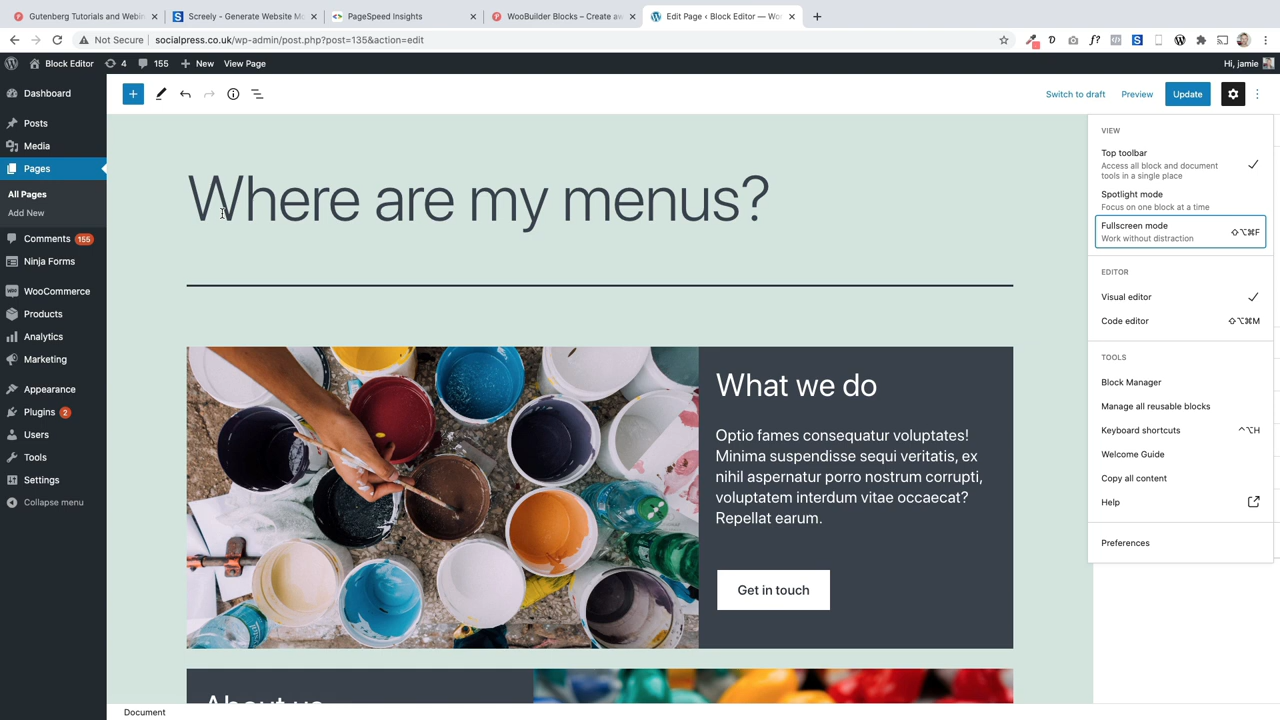 Gutenberg Tutorials and Webin
Screely - Generate Website Mo
PageSpeed Insights
WooBuilder Blocks – Create aw
Edit Page ‹ Block Editor — Wor
Not Secure
socialpress.co.uk/wp-admin/post.php?post=135&action=edit
Block Editor
4
155
New
View Page
Hi, jamie
Dashboard
Posts
Media
Pages
All Pages
Add New
Comments 155
Ninja Forms
WooCommerce
Products
Analytics
Marketing
Appearance
Plugins 2
Users
Tools
Settings
Collapse menu
Switch to draft
Preview
Update
Where are my menus?
What we do
Optio fames consequatur voluptates!
Minima suspendisse sequi veritatis, ex
nihil aspernatur porro nostrum corrupti,
voluptatem interdum vitae occaecat?
Repellat earum.
Get in touch
About us
Document
VIEW
Top toolbar
Access all block and document
tools in a single place
Spotlight mode
Focus on one block at a time
Fullscreen mode ⇧⌥⌘F
Work without distraction
EDITOR
Visual editor
Code editor ⇧⌥⌘M
TOOLS
Block Manager
Manage all reusable blocks
Keyboard shortcuts ⌃⌥H
Welcome Guide
Copy all content
Help
Preferences